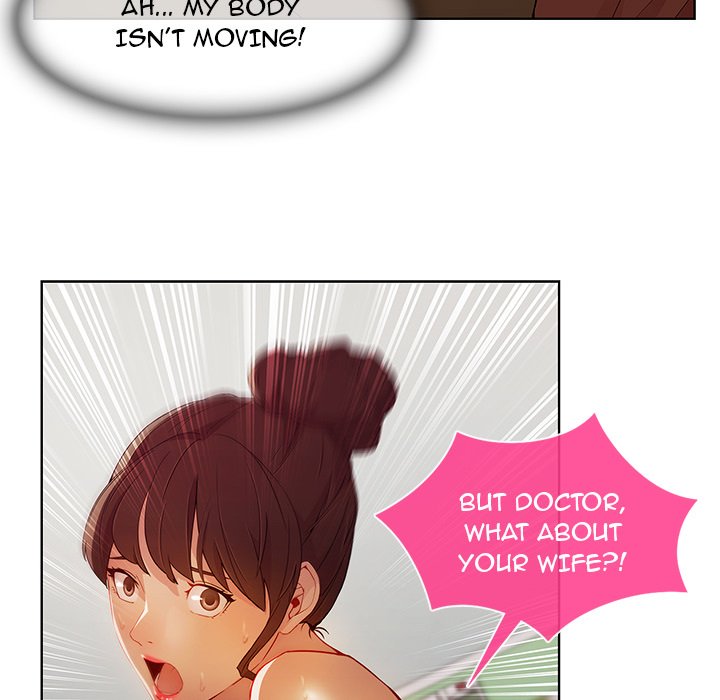 AH... MY BODY
ISN'T MOVING!
BUT DOCTOR,
WHAT ABOUT
YOUR WIFE?!